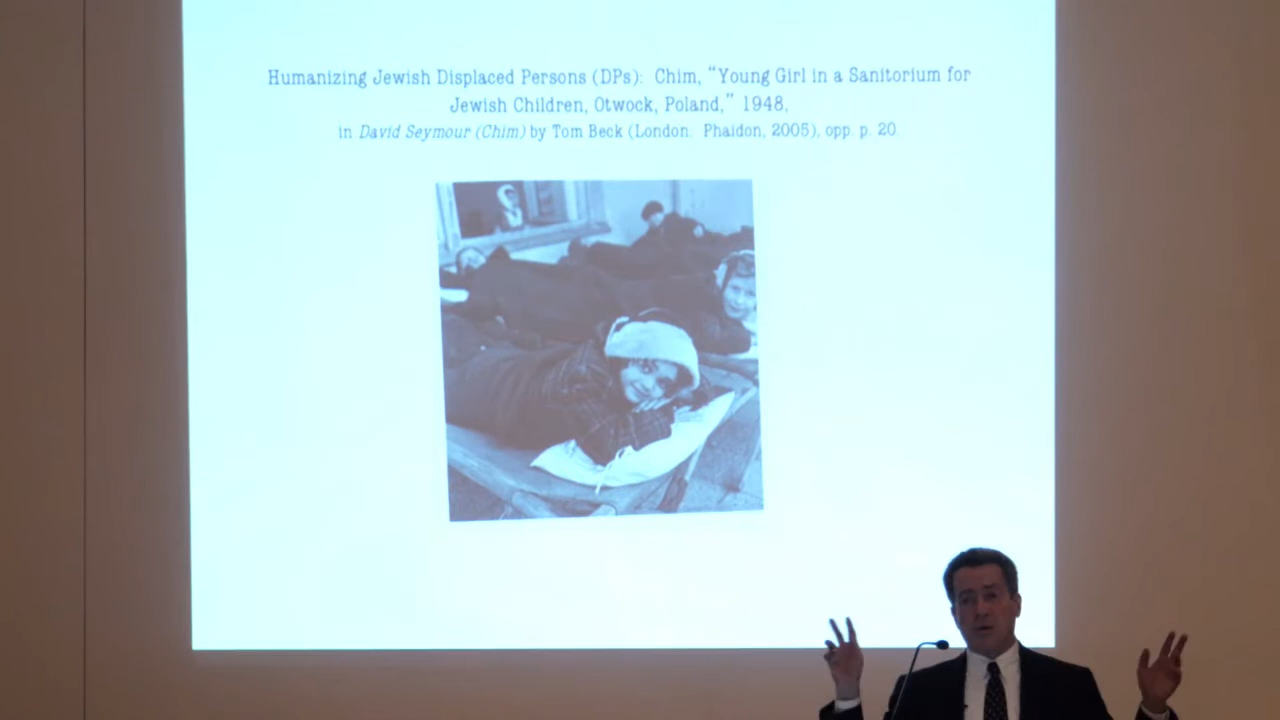 Humanizing Jewish Displaced Persons (DPs): Chim, "Young Girl in a Sanitorium for
Jewish Children, Otwock, Poland," 1948,
in David Seymour (Chim) by Tom Beck (London: Phaidon, 2005), opp. p. 20.